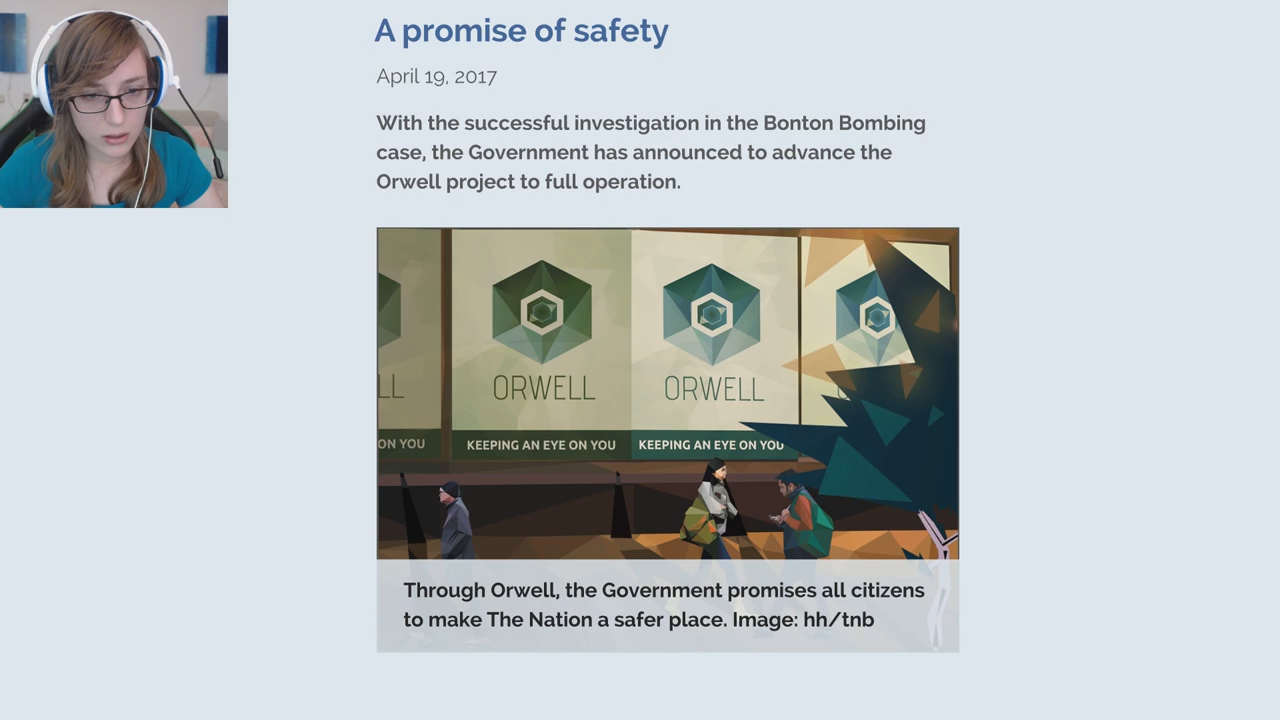 A promise of safety
April 19, 2017
With the successful investigation in the Bonton Bombing
case, the Government has announced to advance the
Orwell project to full operation.
LL
ORWELL
ORWELL
ON YOU
KEEPING AN EYE ON YOU
KEEPING AN EYE ON YOU
Through Orwell, the Government promises all citizens
to make The Nation a safer place. Image: hh/tnb